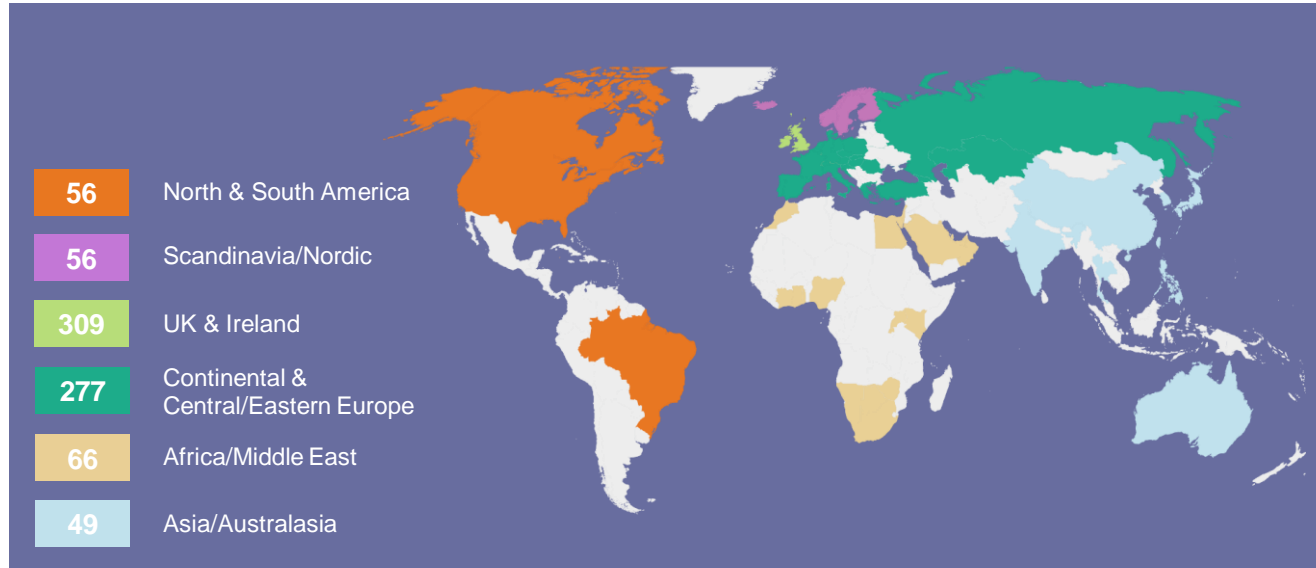 56 North & South America
56 Scandinavia/Nordic
309 UK & Ireland
277 Continental &
Central/Eastern Europe
66 Africa/Middle East
49 Asia/Australasia